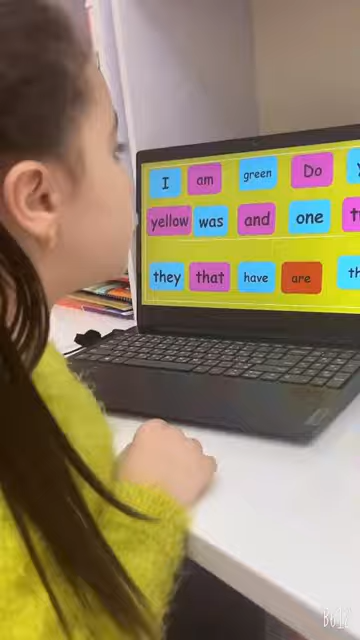 I am green Do
yellow was and one
they that have are